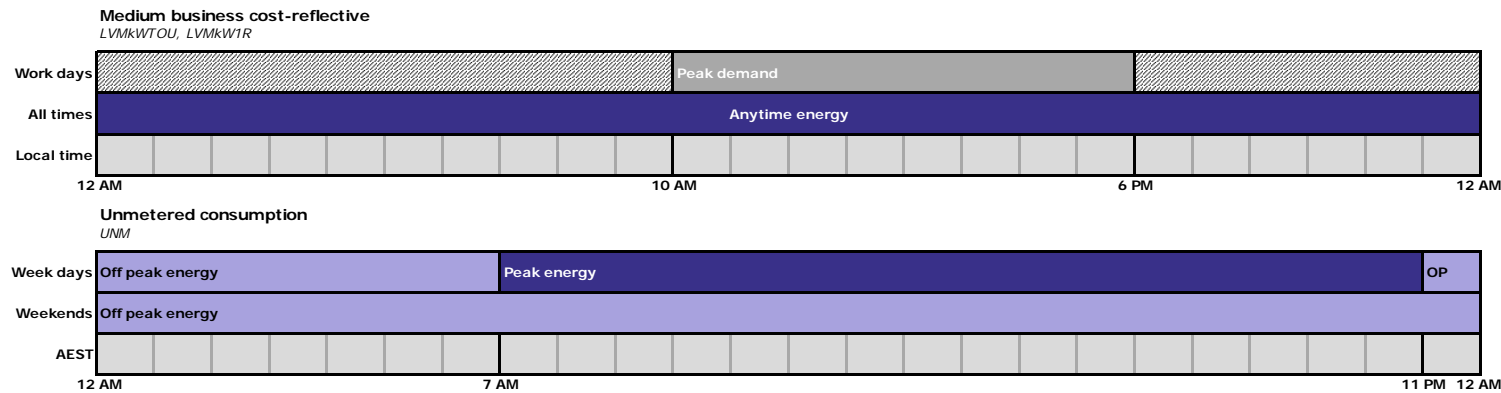 Medium business cost-reflective
LVMkWTOU, LVMkW1R
Work days Peak demand
All times Anytime energy
Local time
12 AM 10 AM 6 PM 12 AM
Unmetered consumption
UNM
Week days Off peak energy Peak energy OP
Weekends Off peak energy
AEST
12 AM 7 AM 11 PM 12 AM